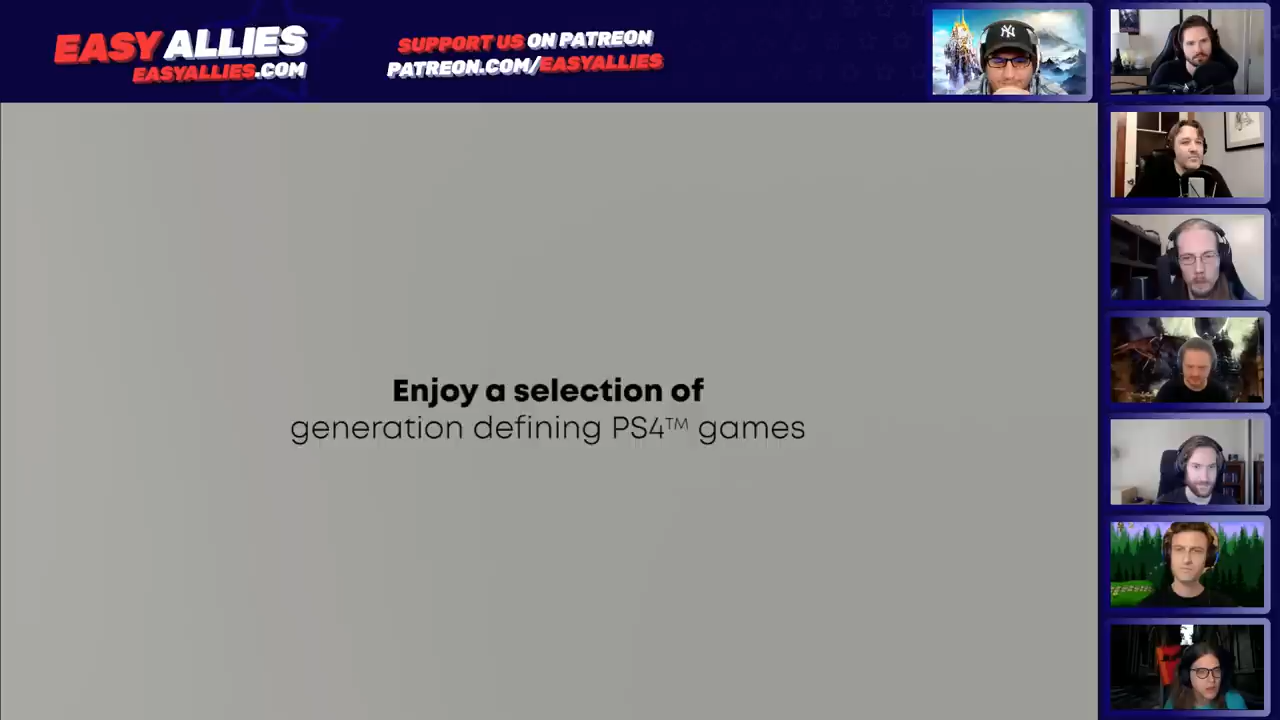 EASY ALLIES
EASYALLIES.COM
SUPPORT US ON PATREON
PATREON.COM/EASYALLIES
Enjoy a selection of
generation defining PS4™ games